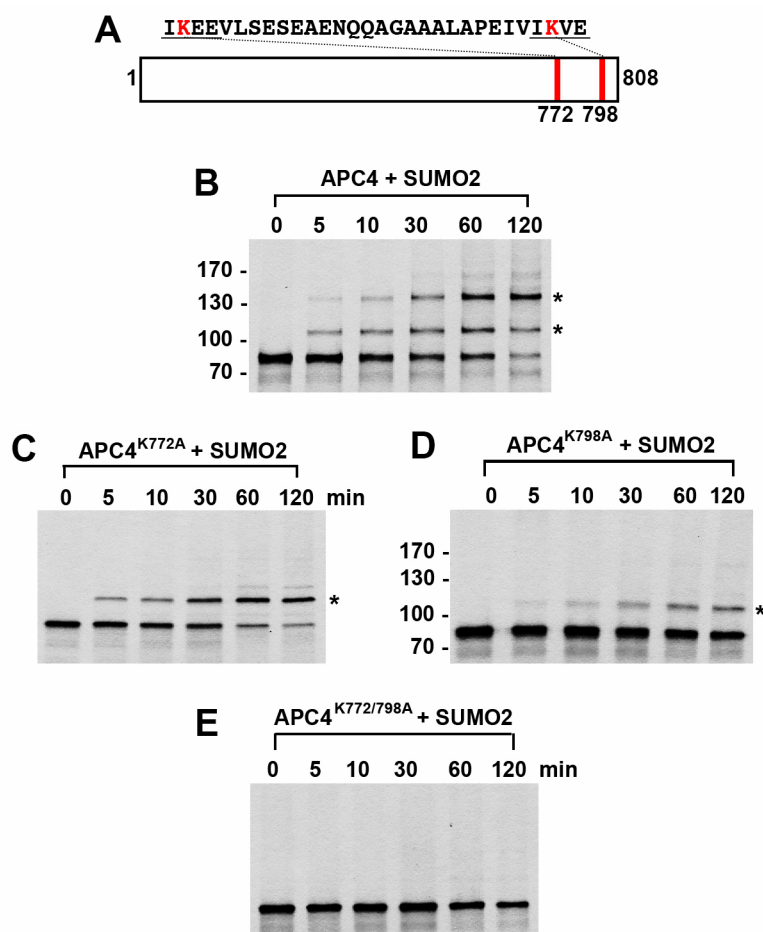 A
IKEEVLSESEAENQQAGAAALAPEIVIKVE
1 808
772 798
B
APC4 + SUMO2
0 5 10 30 60 120
170 -
130 -
100 -
70 -
*
*
C
APC4K772A + SUMO2
0 5 10 30 60 120 min
*
D
APC4K798A + SUMO2
0 5 10 30 60 120
170 -
130 -
100 -
70 -
*
E
APC4K772/798A + SUMO2
0 5 10 30 60 120 min